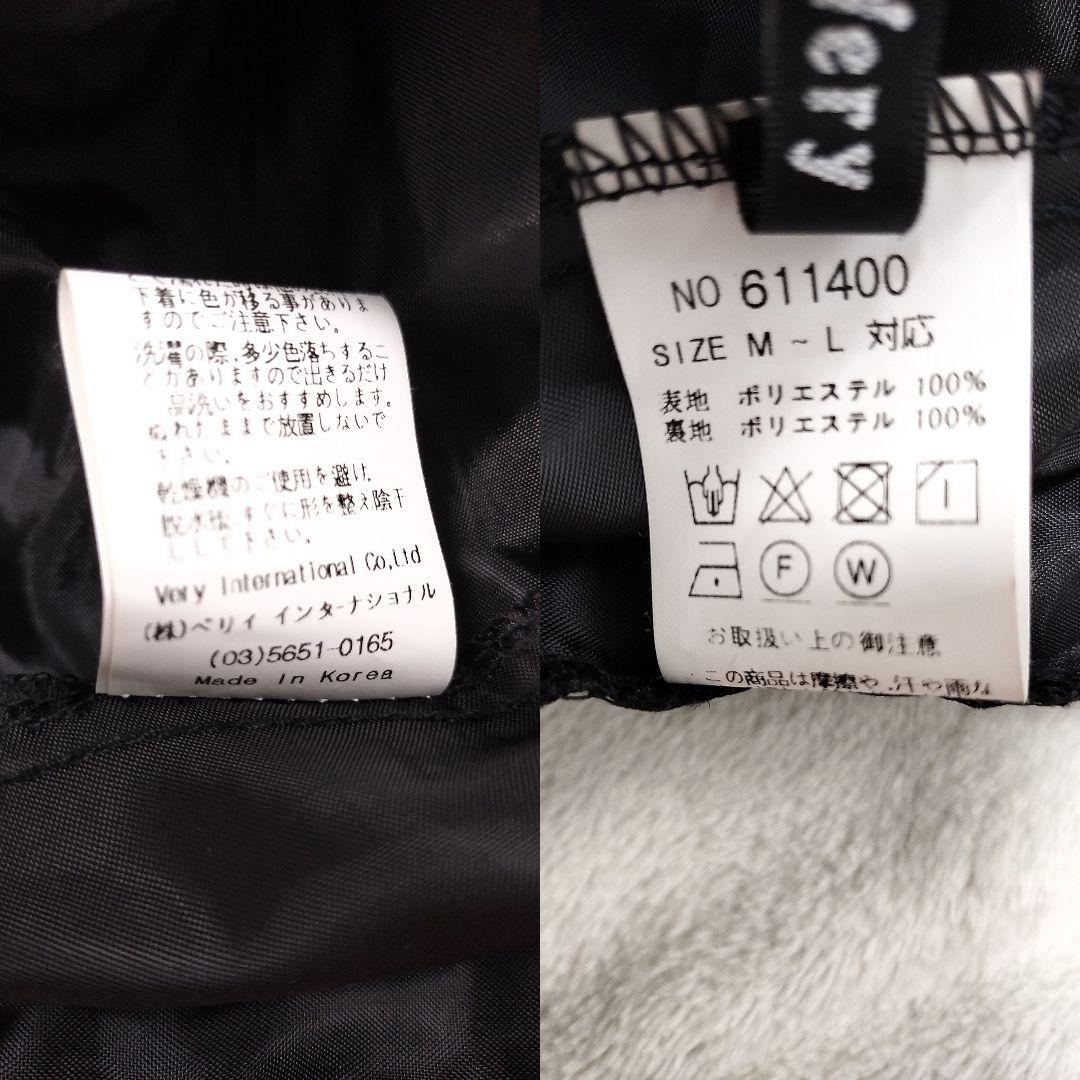 下着に色が移る事がありま
すのでご注意下さい。
洗濯の際、多少色落ちするこ
とがありますので出きるだけ
品洗いをおすすめします。
れたままで放置しないで
下さい。
乾燥機のご使用を避け、
脱水後、すぐに形を整え陰干
しして下さい。
Very International Co,Ltd
(株)ベリィ インターナショナル
(03)5651-0165
Made In Korea
Very
NO 611400
SIZE M ~ L 対応
表地 ポリエステル 100%
裏地 ポリエステル 100%
F W
お取扱い上の御注意
この商品は摩擦や、汗や雨な